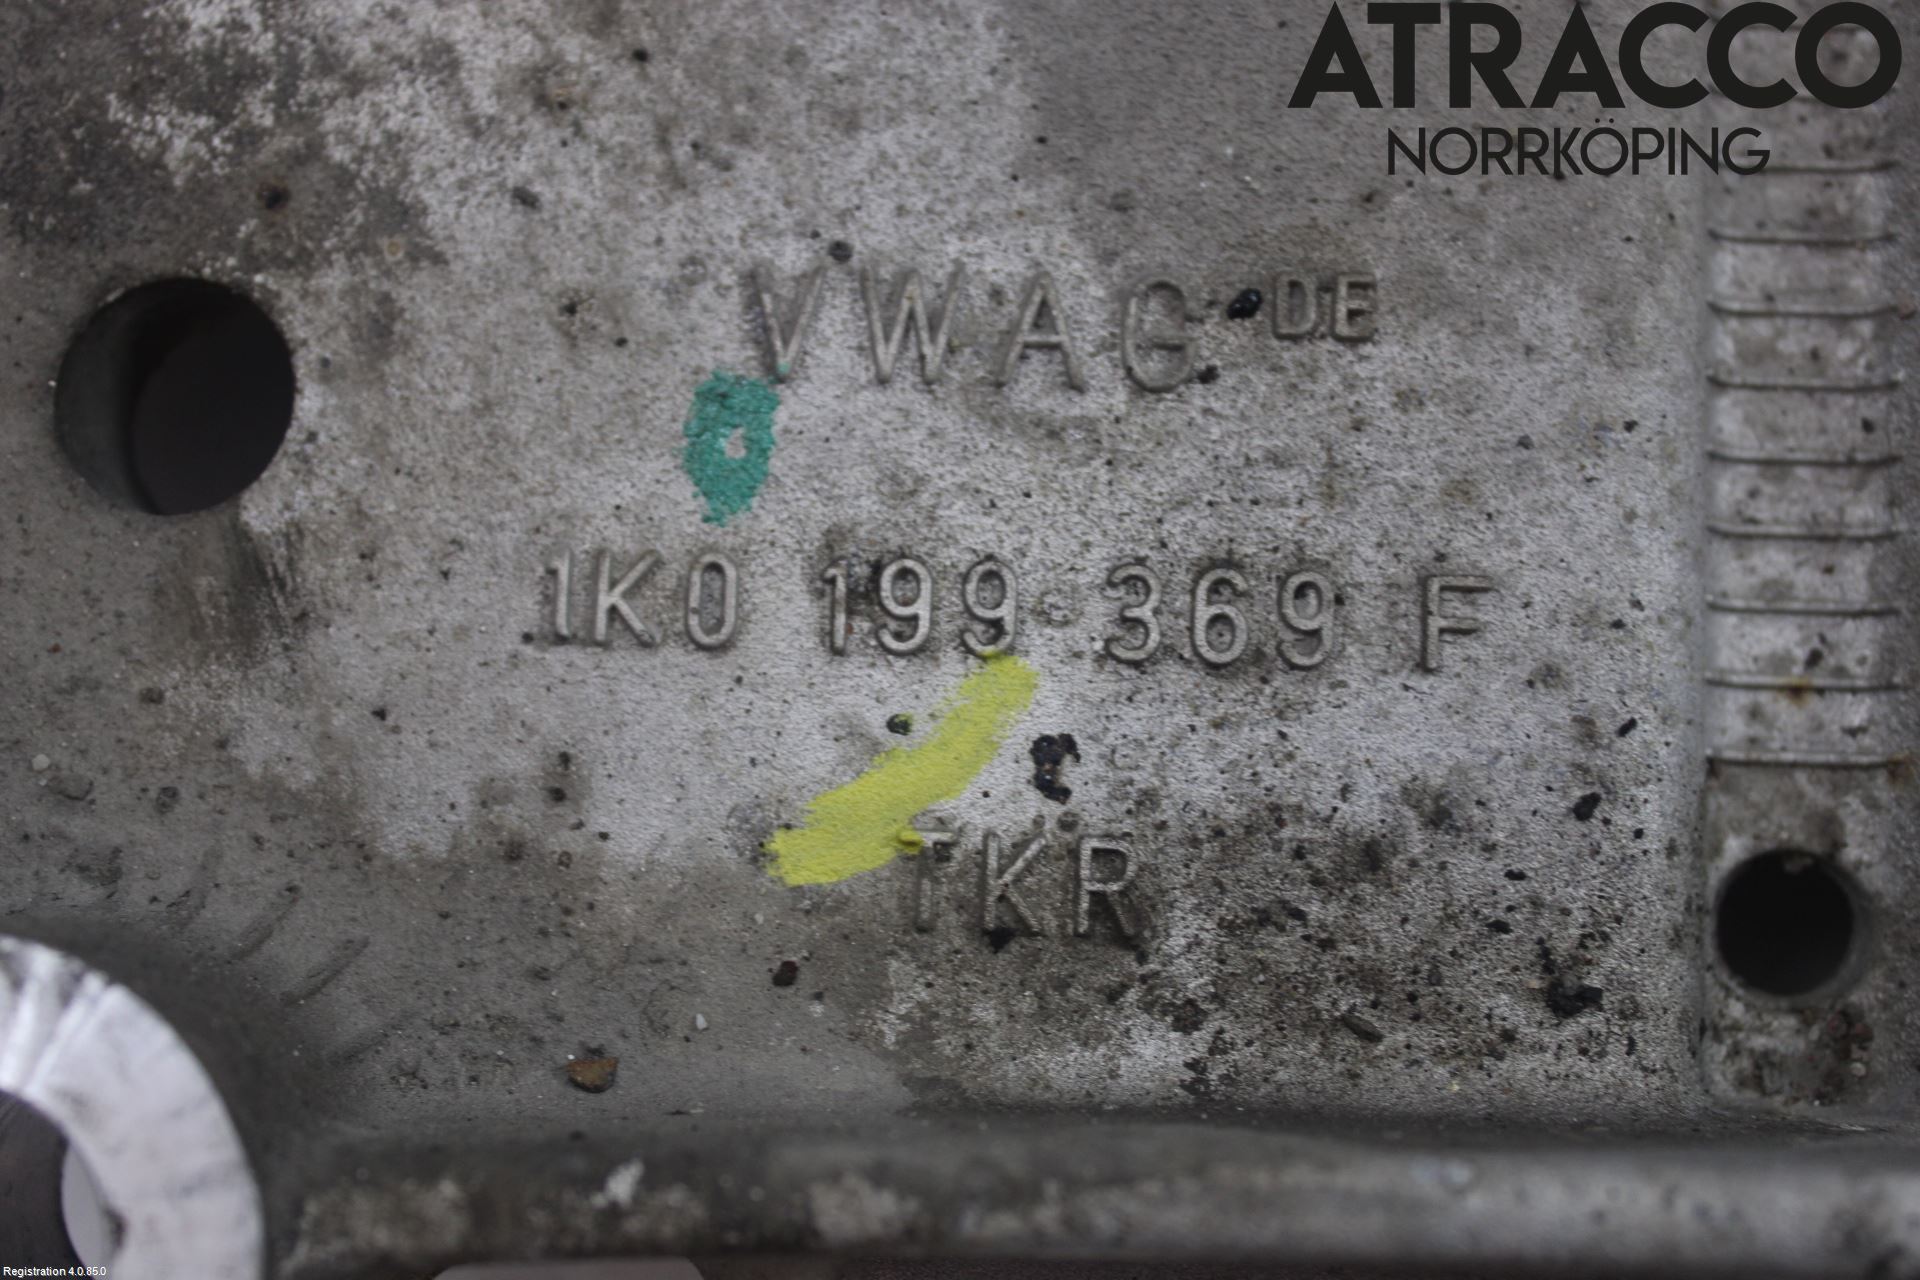 ATRACCO
NORRKÖPING
VWAG DE
1K0 199 369 F
TKR
Registration 4.0.85.0